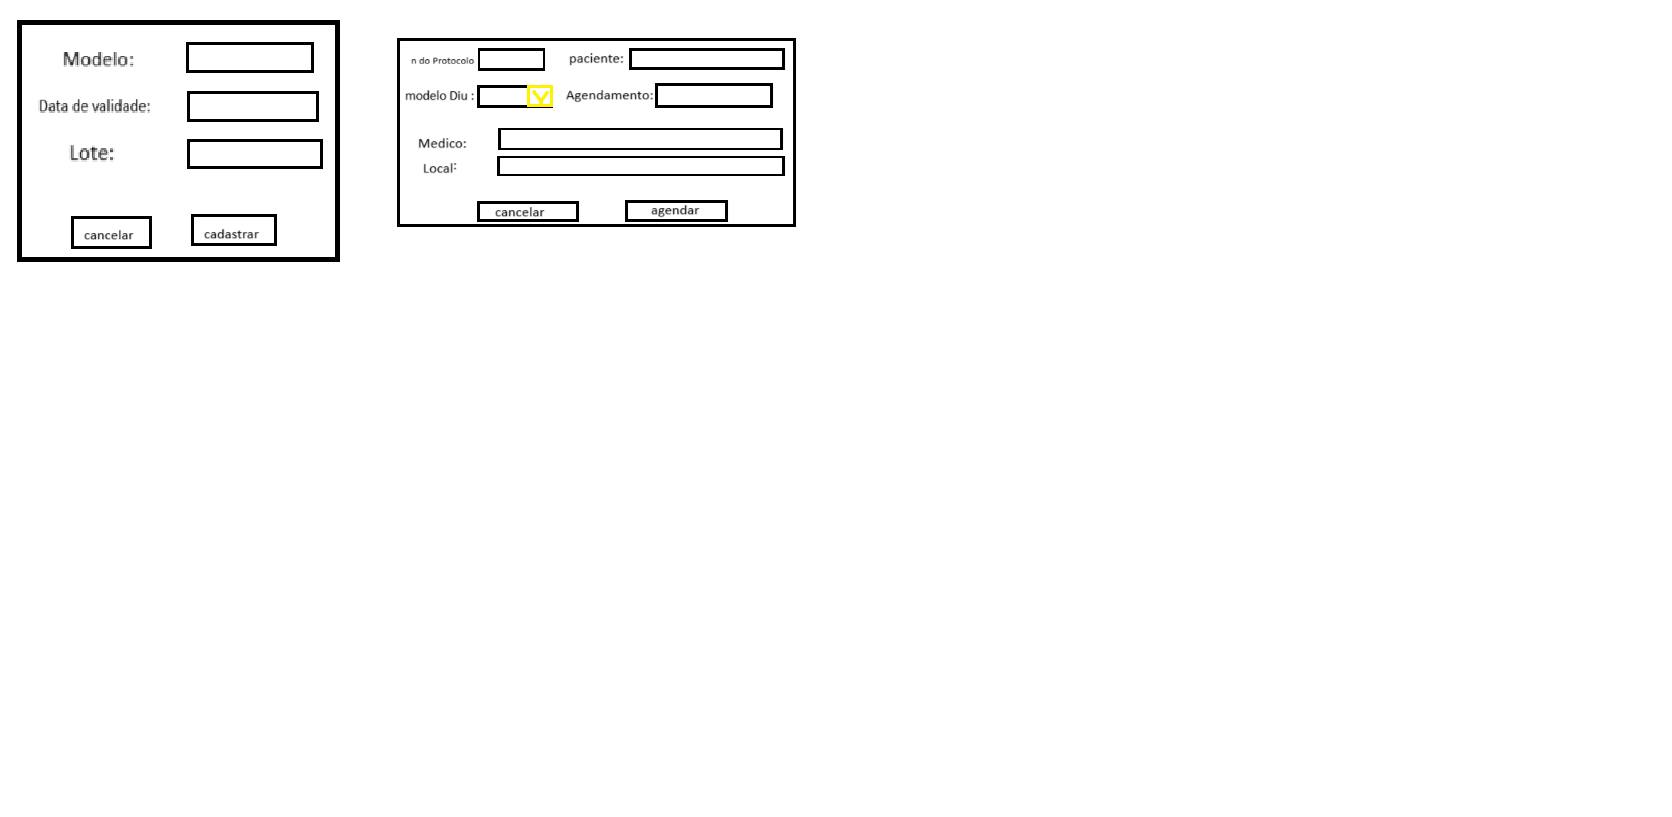 Modelo:
Data de validade:
Lote:
cancelar cadastrar
n do Protocolo paciente:
modelo Diu : Agendamento:
Medico:
Local:
cancelar agendar